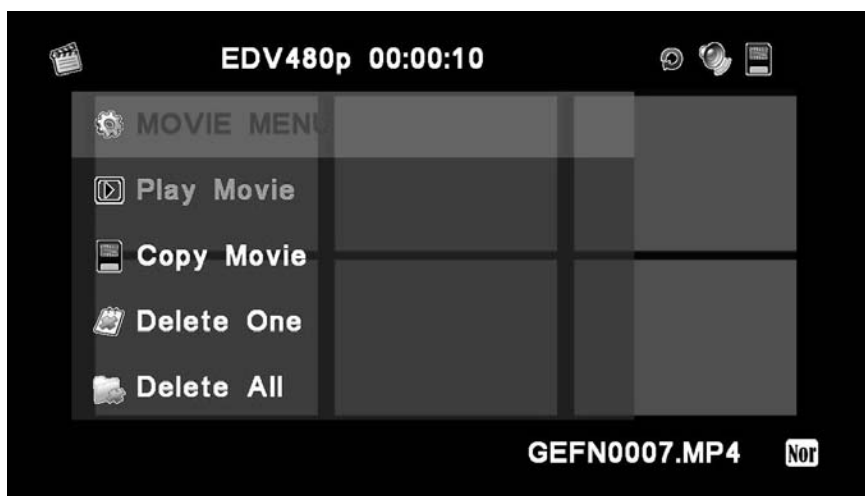 EDV480p 00:00:10
MOVIE MENU
Play Movie
Copy Movie
Delete One
Delete All
GEFN0007.MP4 Nor